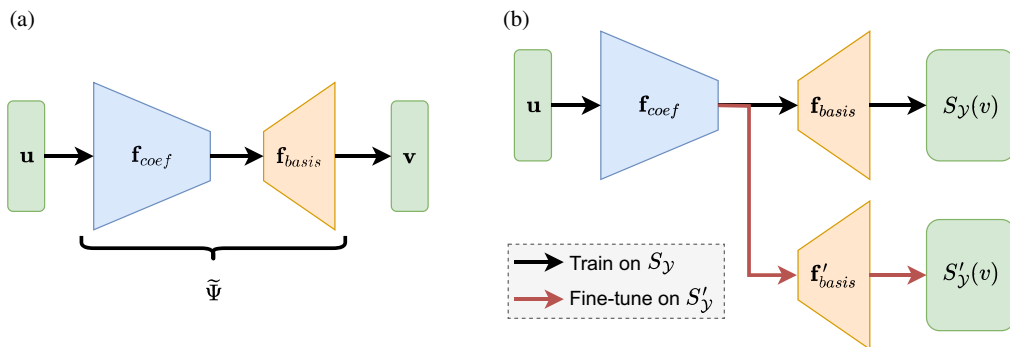 (a)
u
f_coef
f_basis
v
Ψ̃
(b)
u
f_coef
f_basis
S_𝒴(v)
f′_basis
S′_𝒴(v)
Train on S_𝒴
Fine-tune on S′_𝒴